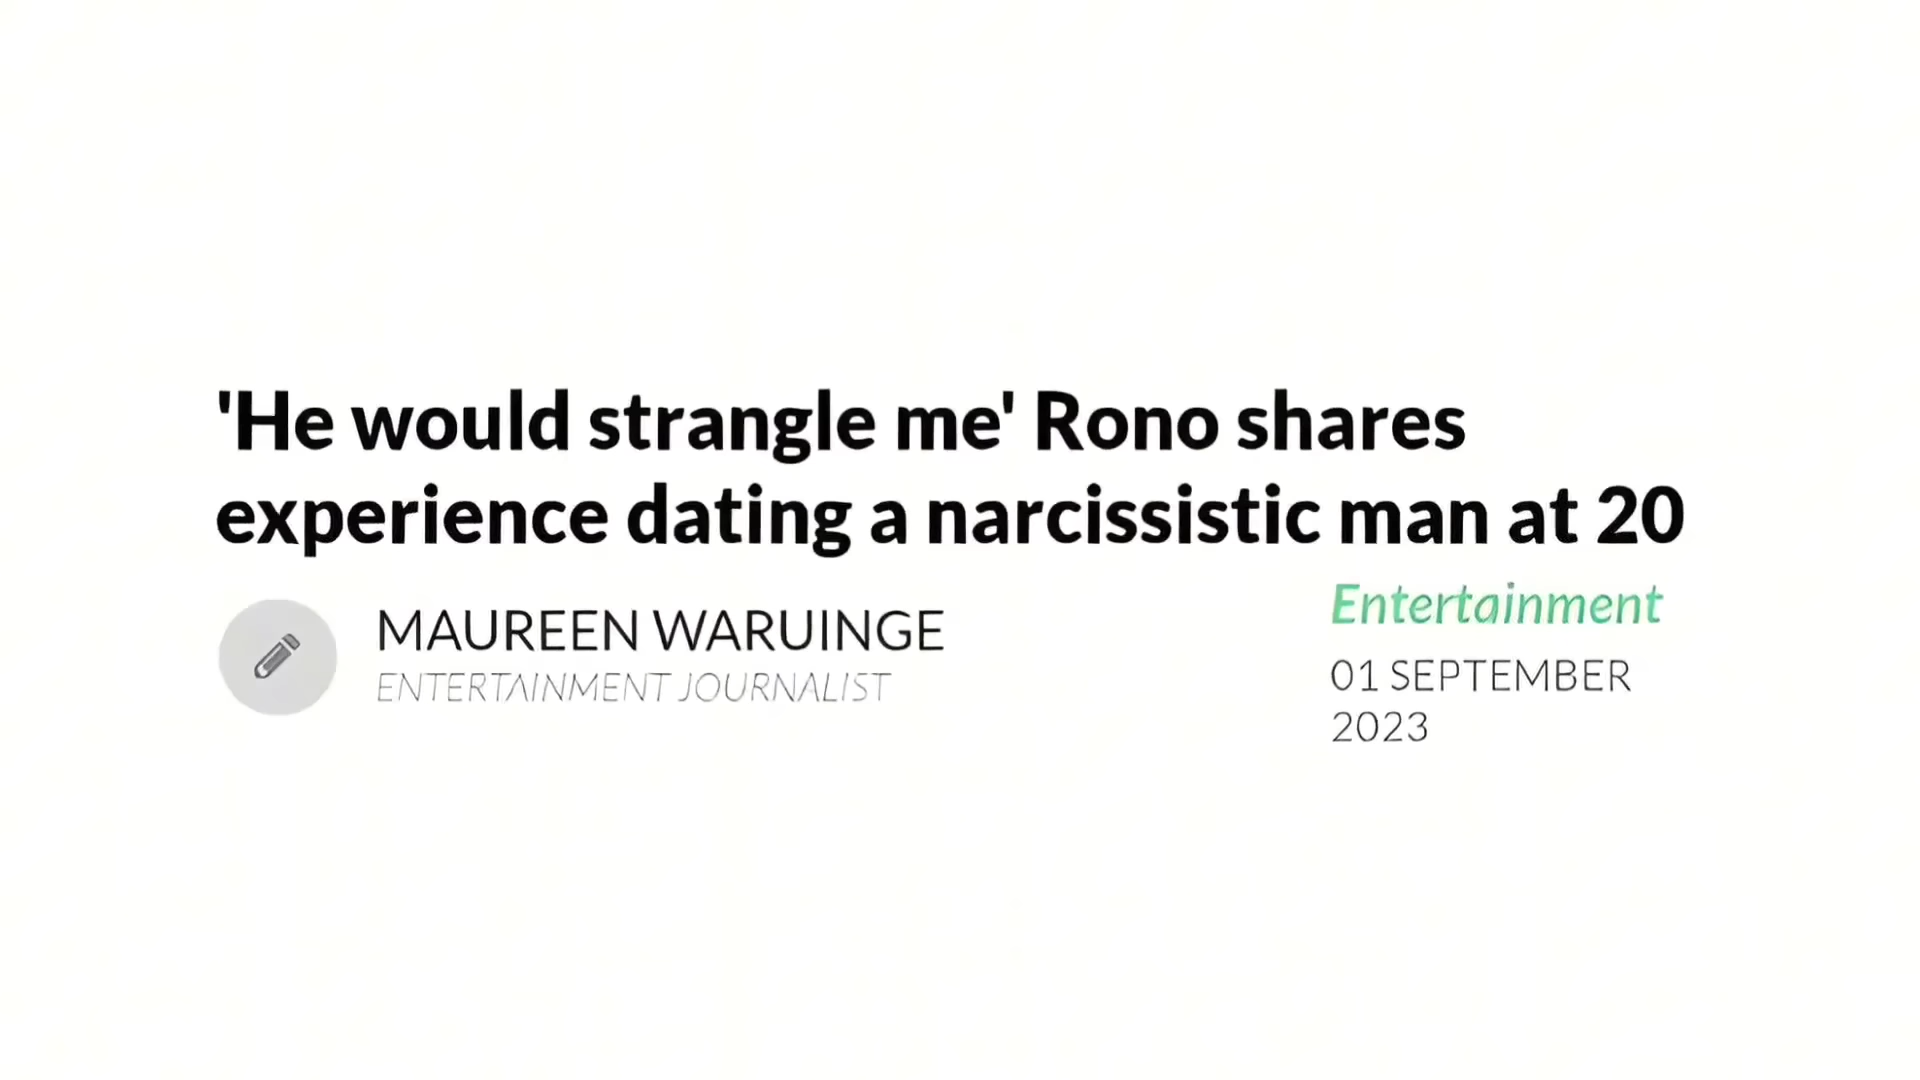 'He would strangle me' Rono shares
experience dating a narcissistic man at 20
MAUREEN WARUINGE
ENTERTAINMENT JOURNALIST
Entertainment
01 SEPTEMBER
2023